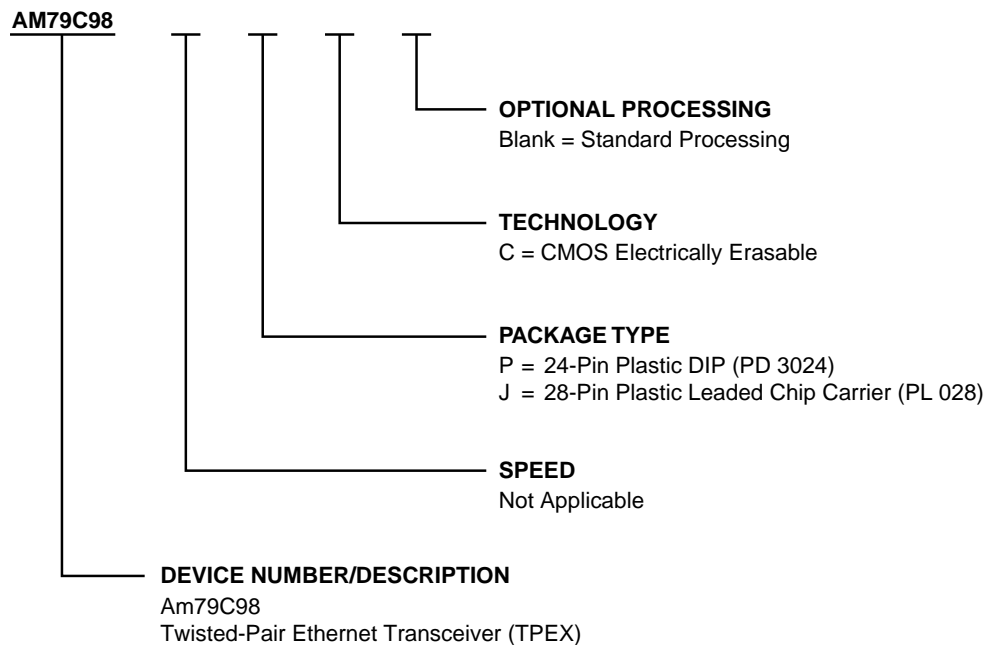 AM79C98
OPTIONAL PROCESSING
Blank = Standard Processing
TECHNOLOGY
C = CMOS Electrically Erasable
PACKAGE TYPE
P = 24-Pin Plastic DIP (PD 3024)
J = 28-Pin Plastic Leaded Chip Carrier (PL 028)
SPEED
Not Applicable
DEVICE NUMBER/DESCRIPTION
Am79C98
Twisted-Pair Ethernet Transceiver (TPEX)